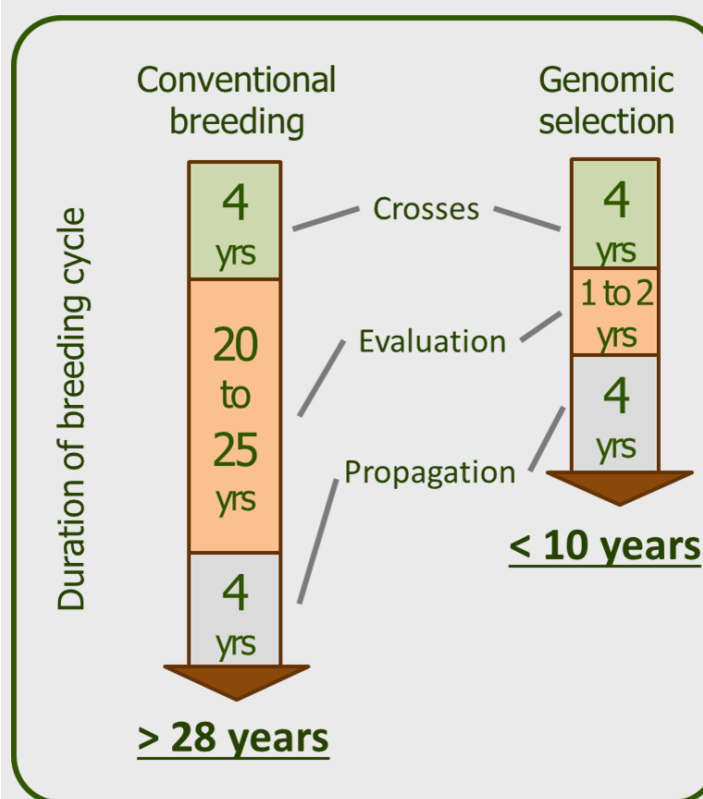 Conventional
breeding
Genomic
selection
Duration of breeding cycle
4
yrs
Crosses
4
yrs
20
to
25
yrs
Evaluation
1 to 2
yrs
4
yrs
Propagation
4
yrs
< 10 years
> 28 years